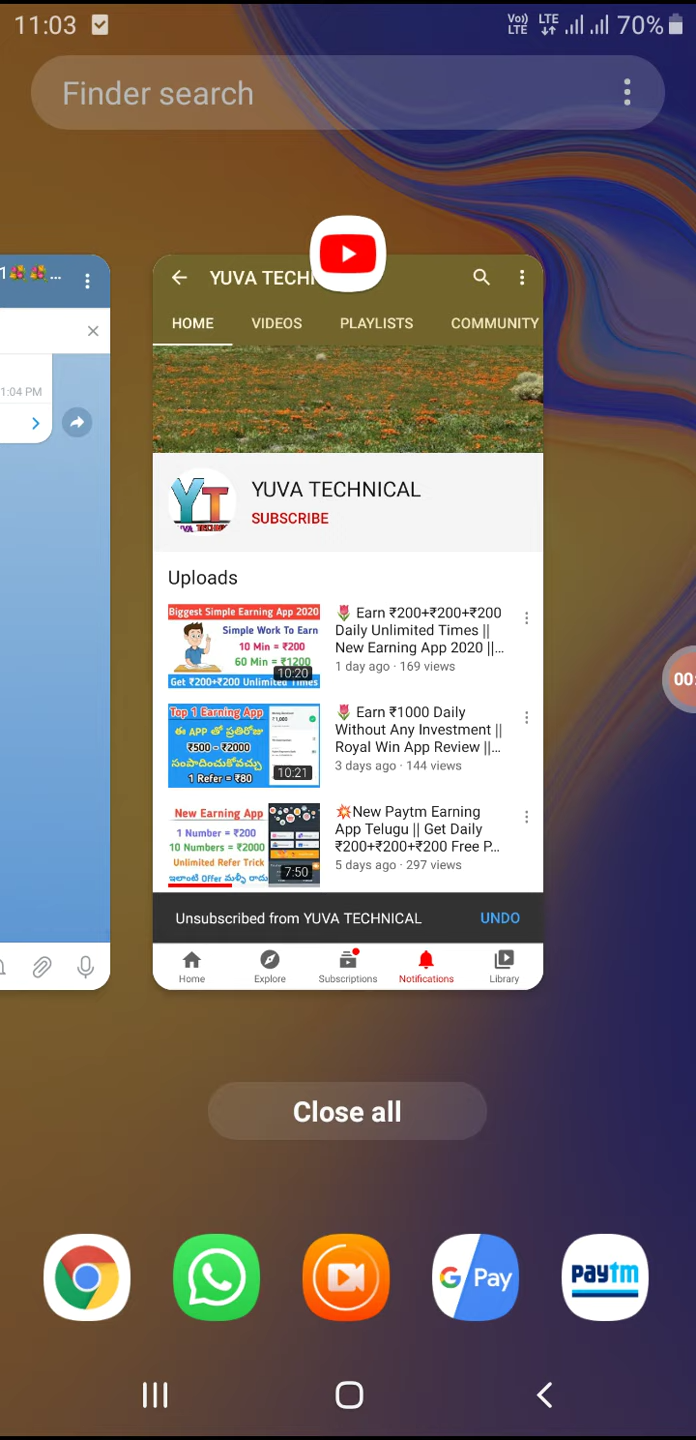 11:03
Vo)) LTE LTE 70%
Finder search
1🌺🌺...
1:04 PM
YUVA TECHNI
HOME VIDEOS PLAYLISTS COMMUNITY
YUVA TECHNICAL
SUBSCRIBE
Uploads
Biggest Simple Earning App 2020
Simple Work To Earn
10 Min = ₹200
60 Min = ₹1200
10:20
Get ₹200+₹200 Unlimited Times
🌷 Earn ₹200+₹200+₹200
Daily Unlimited Times ||
New Earning App 2020 ||...
1 day ago · 169 views
Top 1 Earning App
ఈ APP తో ప్రతిరోజు
₹500 - ₹2000
సంపాదించుకోవచ్చు
1 Refer = ₹80
10:21
🌷 Earn ₹1000 Daily
Without Any Investment ||
Royal Win App Review ||...
3 days ago · 144 views
New Earning App
1 Number = ₹200
10 Numbers = ₹2000
Unlimited Refer Trick
ఇలాంటి Offer మళ్ళీ రాదు
7:50
💥New Paytm Earning
App Telugu || Get Daily
₹200+₹200+₹200 Free P...
5 days ago · 297 views
Unsubscribed from YUVA TECHNICAL UNDO
Home Explore Subscriptions Notifications Library
00:
Close all
G Pay
paytm